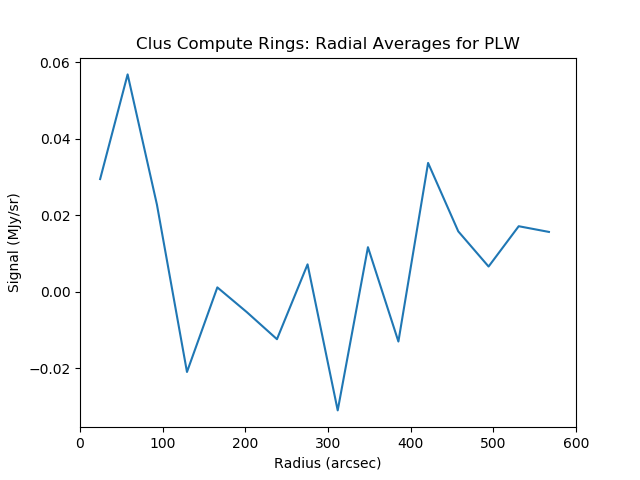 Clus Compute Rings: Radial Averages for PLW
0.06
0.04
0.02
0.00
−0.02
Signal (MJy/sr)
0 100 200 300 400 500 600
Radius (arcsec)